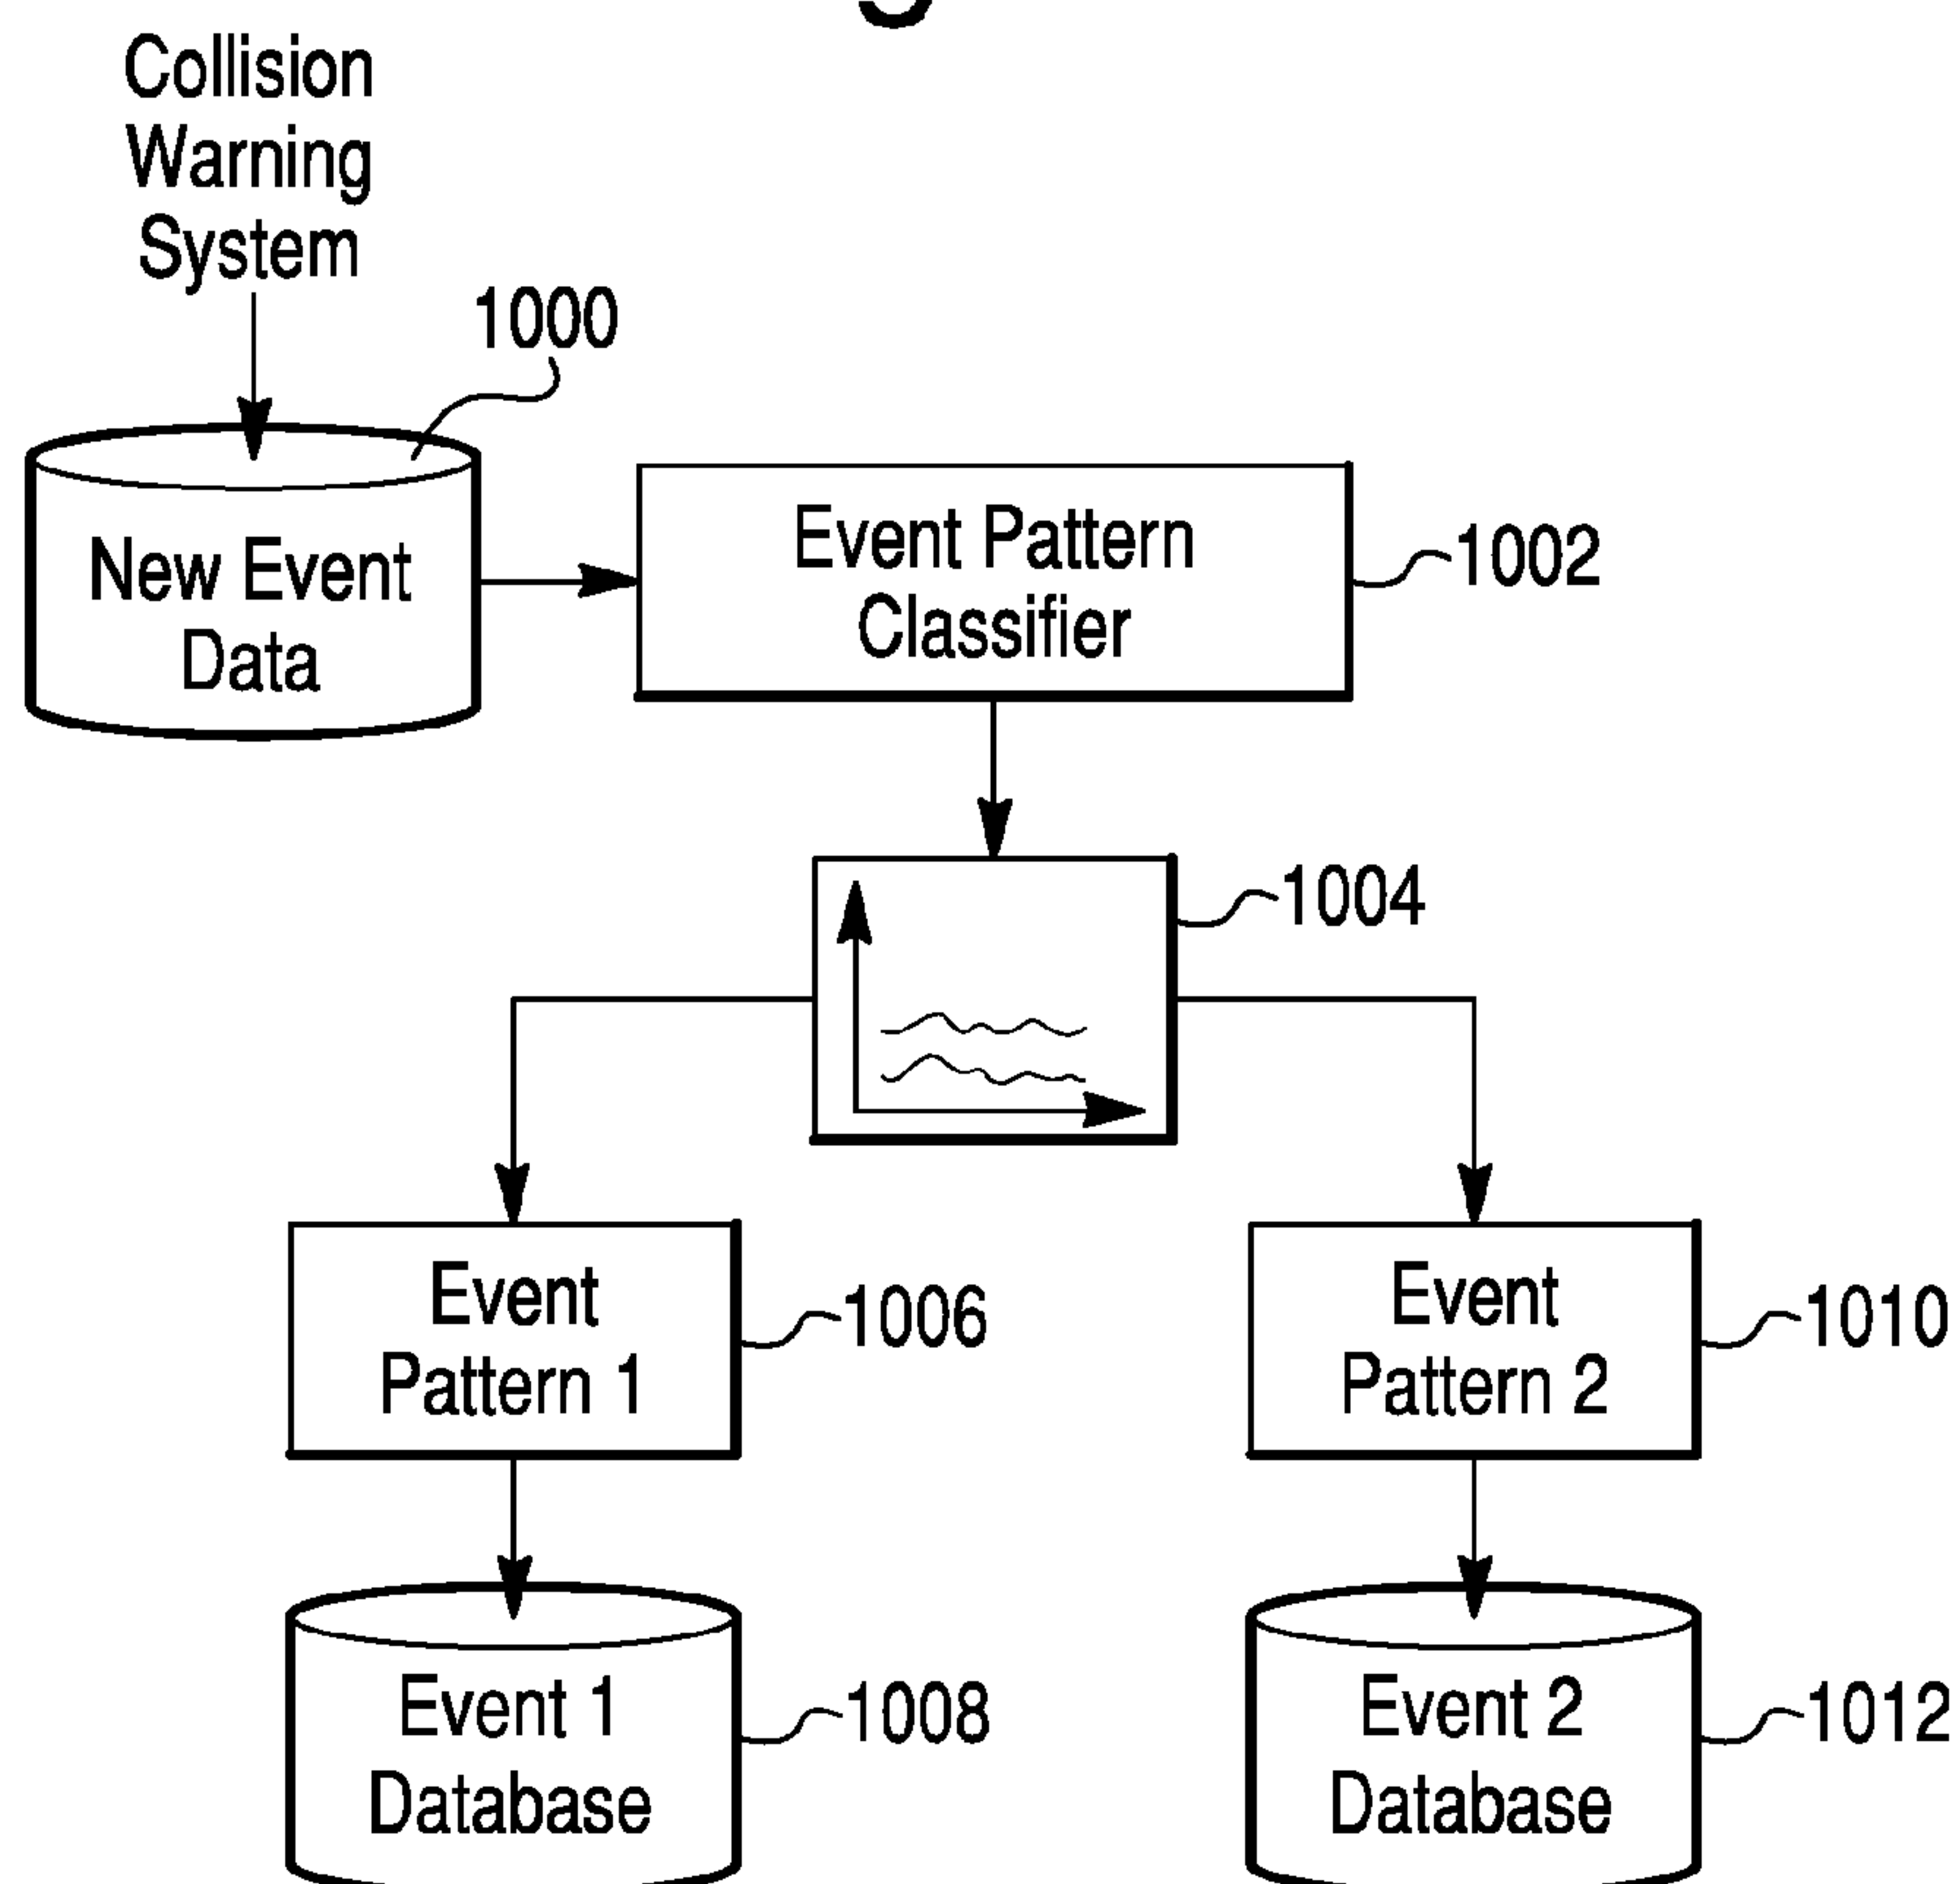 Collision
Warning
System
1000
New Event
Data
Event Pattern
Classifier
1002
1004
Event
Pattern 1
1006
Event
Pattern 2
1010
Event 1
Database
1008
Event 2
Database
1012